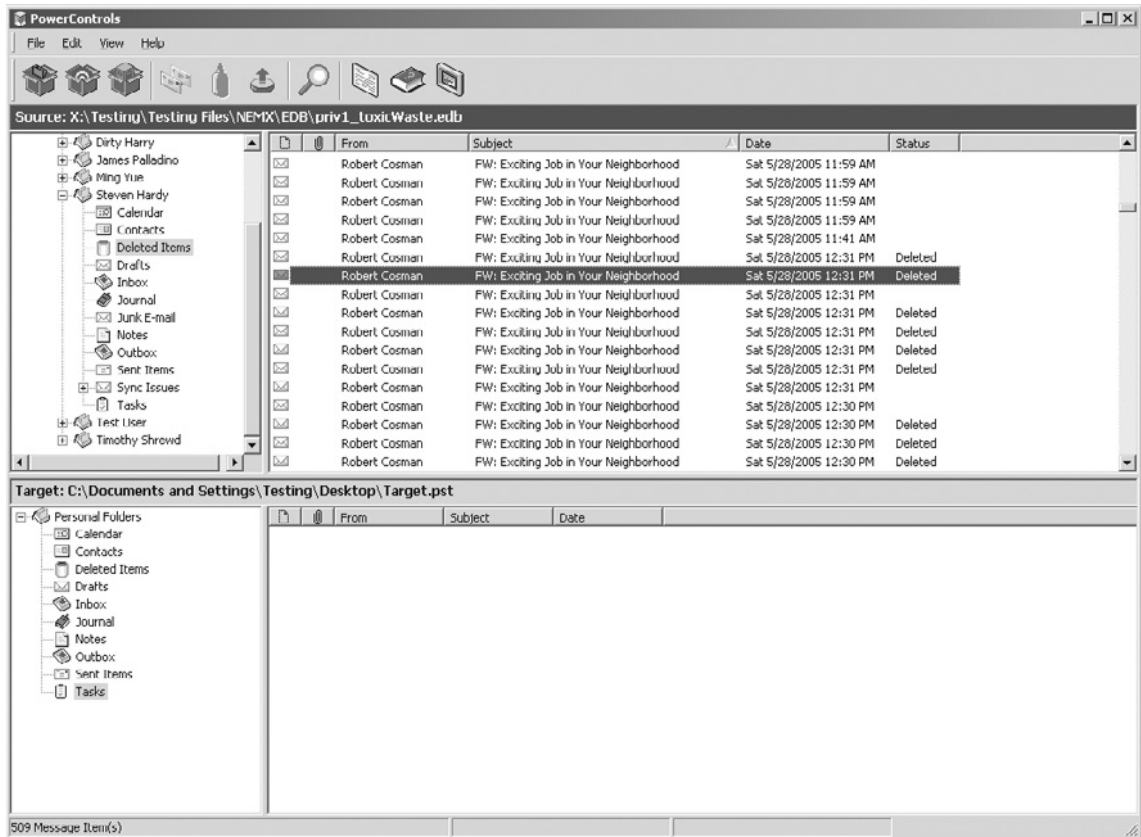 PowerControls
File Edit View Help
Source: X:\Testing\Testing Files\NEMX\EDB\priv1_toxicWaste.edb
Dirty Harry
James Palladino
Ming Yue
Steven Hardy
Calendar
Contacts
Deleted Items
Drafts
Inbox
Journal
Junk E-mail
Notes
Outbox
Sent Items
Sync Issues
Tasks
Test User
Timothy Shrowd
From Subject Date Status
Robert Cosman FW: Exciting Job in Your Neighborhood Sat 5/28/2005 11:59 AM
Robert Cosman FW: Exciting Job in Your Neighborhood Sat 5/28/2005 11:59 AM
Robert Cosman FW: Exciting Job in Your Neighborhood Sat 5/28/2005 11:59 AM
Robert Cosman FW: Exciting Job in Your Neighborhood Sat 5/28/2005 11:59 AM
Robert Cosman FW: Exciting Job in Your Neighborhood Sat 5/28/2005 11:41 AM
Robert Cosman FW: Exciting Job in Your Neighborhood Sat 5/28/2005 12:31 PM Deleted
Robert Cosman FW: Exciting Job in Your Neighborhood Sat 5/28/2005 12:31 PM Deleted
Robert Cosman FW: Exciting Job in Your Neighborhood Sat 5/28/2005 12:31 PM
Robert Cosman FW: Exciting Job in Your Neighborhood Sat 5/28/2005 12:31 PM Deleted
Robert Cosman FW: Exciting Job in Your Neighborhood Sat 5/28/2005 12:31 PM Deleted
Robert Cosman FW: Exciting Job in Your Neighborhood Sat 5/28/2005 12:31 PM Deleted
Robert Cosman FW: Exciting Job in Your Neighborhood Sat 5/28/2005 12:31 PM Deleted
Robert Cosman FW: Exciting Job in Your Neighborhood Sat 5/28/2005 12:31 PM
Robert Cosman FW: Exciting Job in Your Neighborhood Sat 5/28/2005 12:30 PM
Robert Cosman FW: Exciting Job in Your Neighborhood Sat 5/28/2005 12:30 PM Deleted
Robert Cosman FW: Exciting Job in Your Neighborhood Sat 5/28/2005 12:30 PM Deleted
Robert Cosman FW: Exciting Job in Your Neighborhood Sat 5/28/2005 12:30 PM Deleted
Target: C:\Documents and Settings\Testing\Desktop\Target.pst
Personal Folders
Calendar
Contacts
Deleted Items
Drafts
Inbox
Journal
Notes
Outbox
Sent Items
Tasks
From Subject Date
509 Message Item(s)